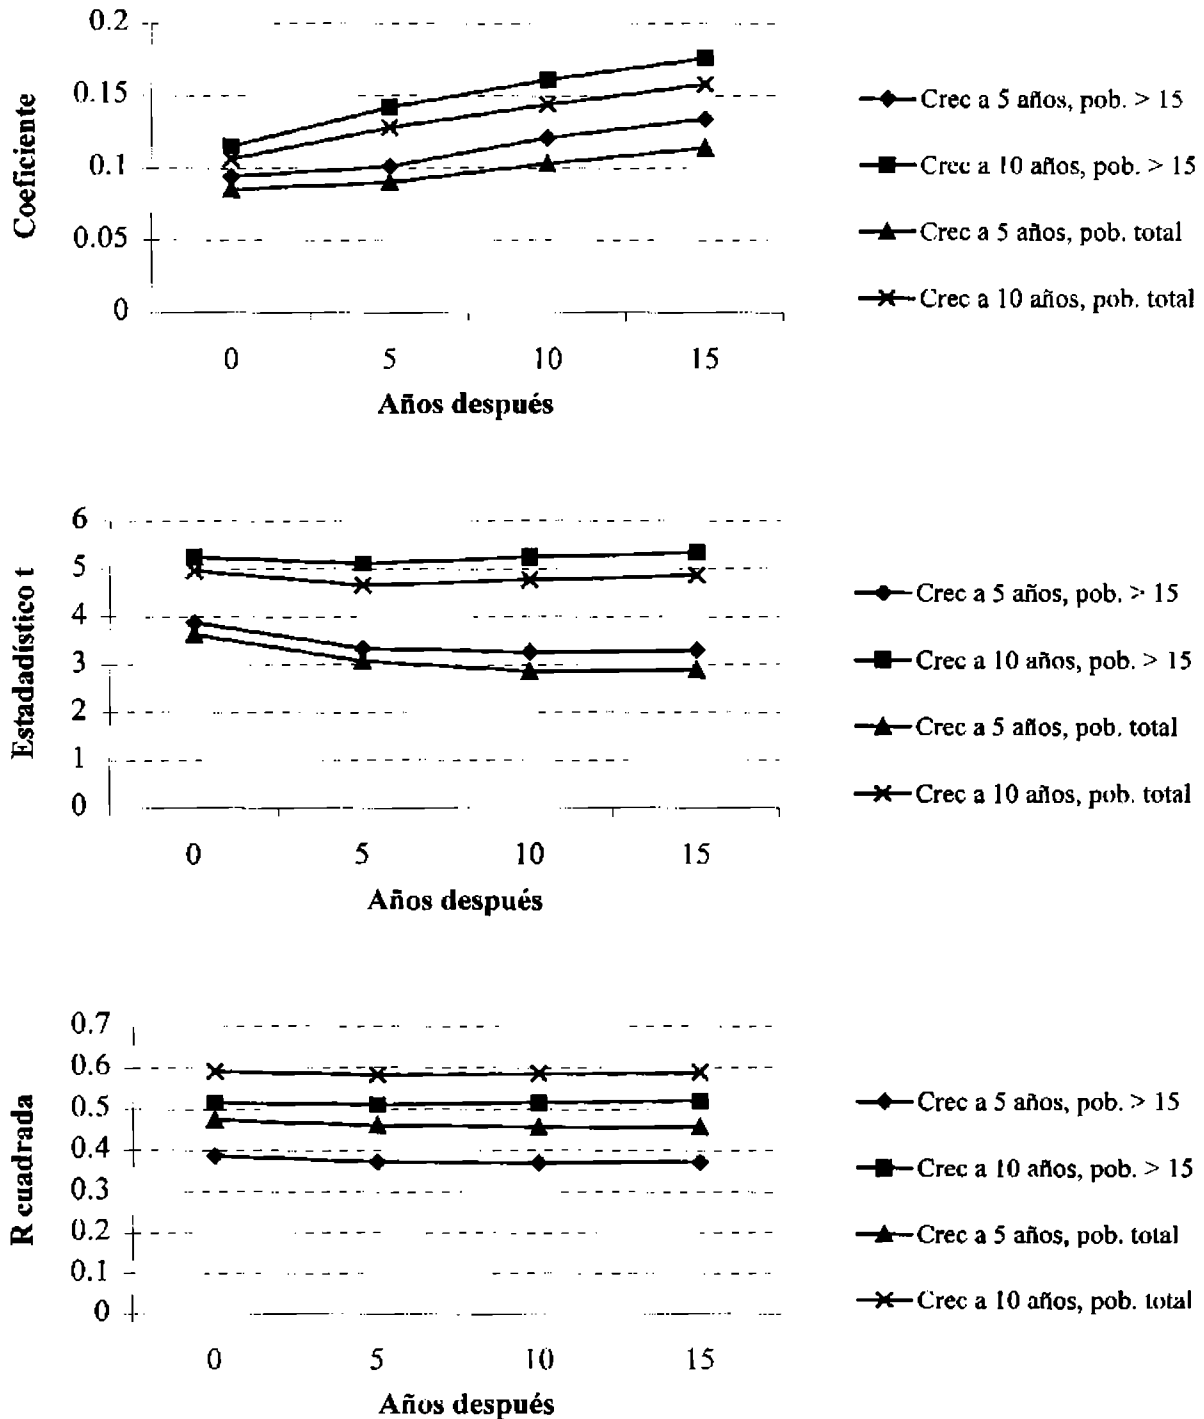 0.2
0.15
0.1
0.05
0
Coeficiente
0 5 10 15
Años después
Crec a 5 años, pob. > 15
Crec a 10 años, pob. > 15
Crec a 5 años, pob. total
Crec a 10 años, pob. total
6
5
4
3
2
1
0
Estadadístico t
0 5 10 15
Años después
Crec a 5 años, pob. > 15
Crec a 10 años, pob. > 15
Crec a 5 años, pob. total
Crec a 10 años, pob. total
0.7
0.6
0.5
0.4
0.3
0.2
0.1
0
R cuadrada
0 5 10 15
Años después
Crec a 5 años, pob. > 15
Crec a 10 años, pob. > 15
Crec a 5 años, pob. total
Crec a 10 años, pob. total